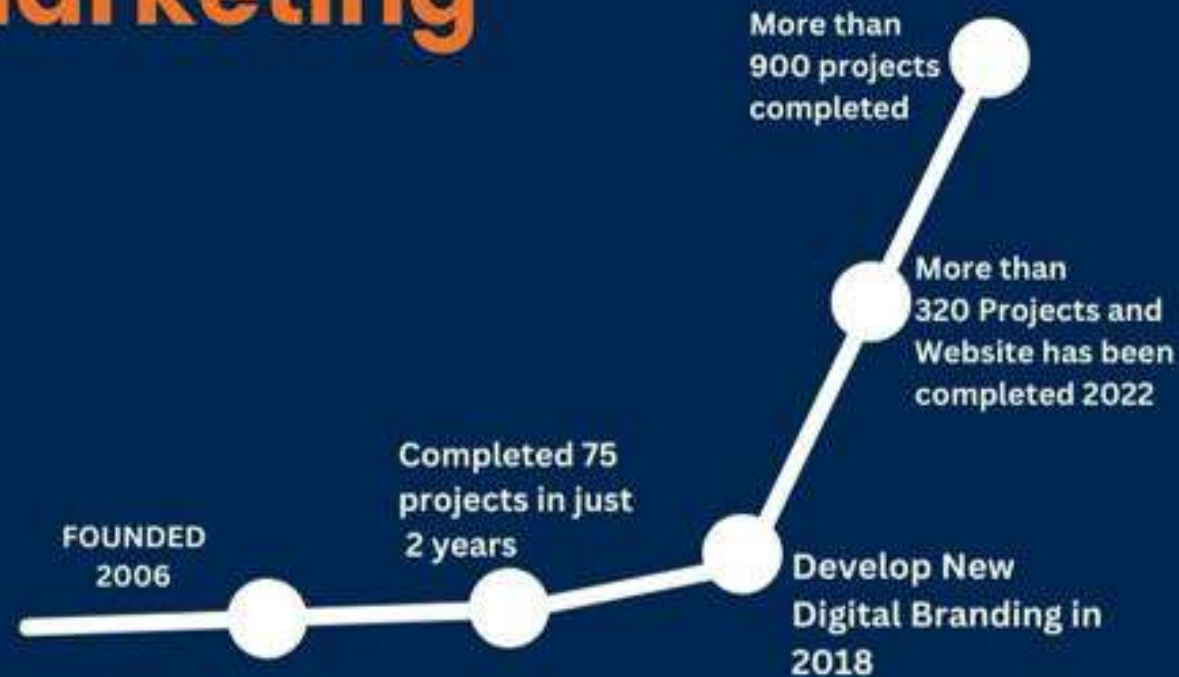 FOUNDED
2006
Completed 75
projects in just
2 years
Develop New
Digital Branding in
2018
More than
320 Projects and
Website has been
completed 2022
More than
900 projects
completed